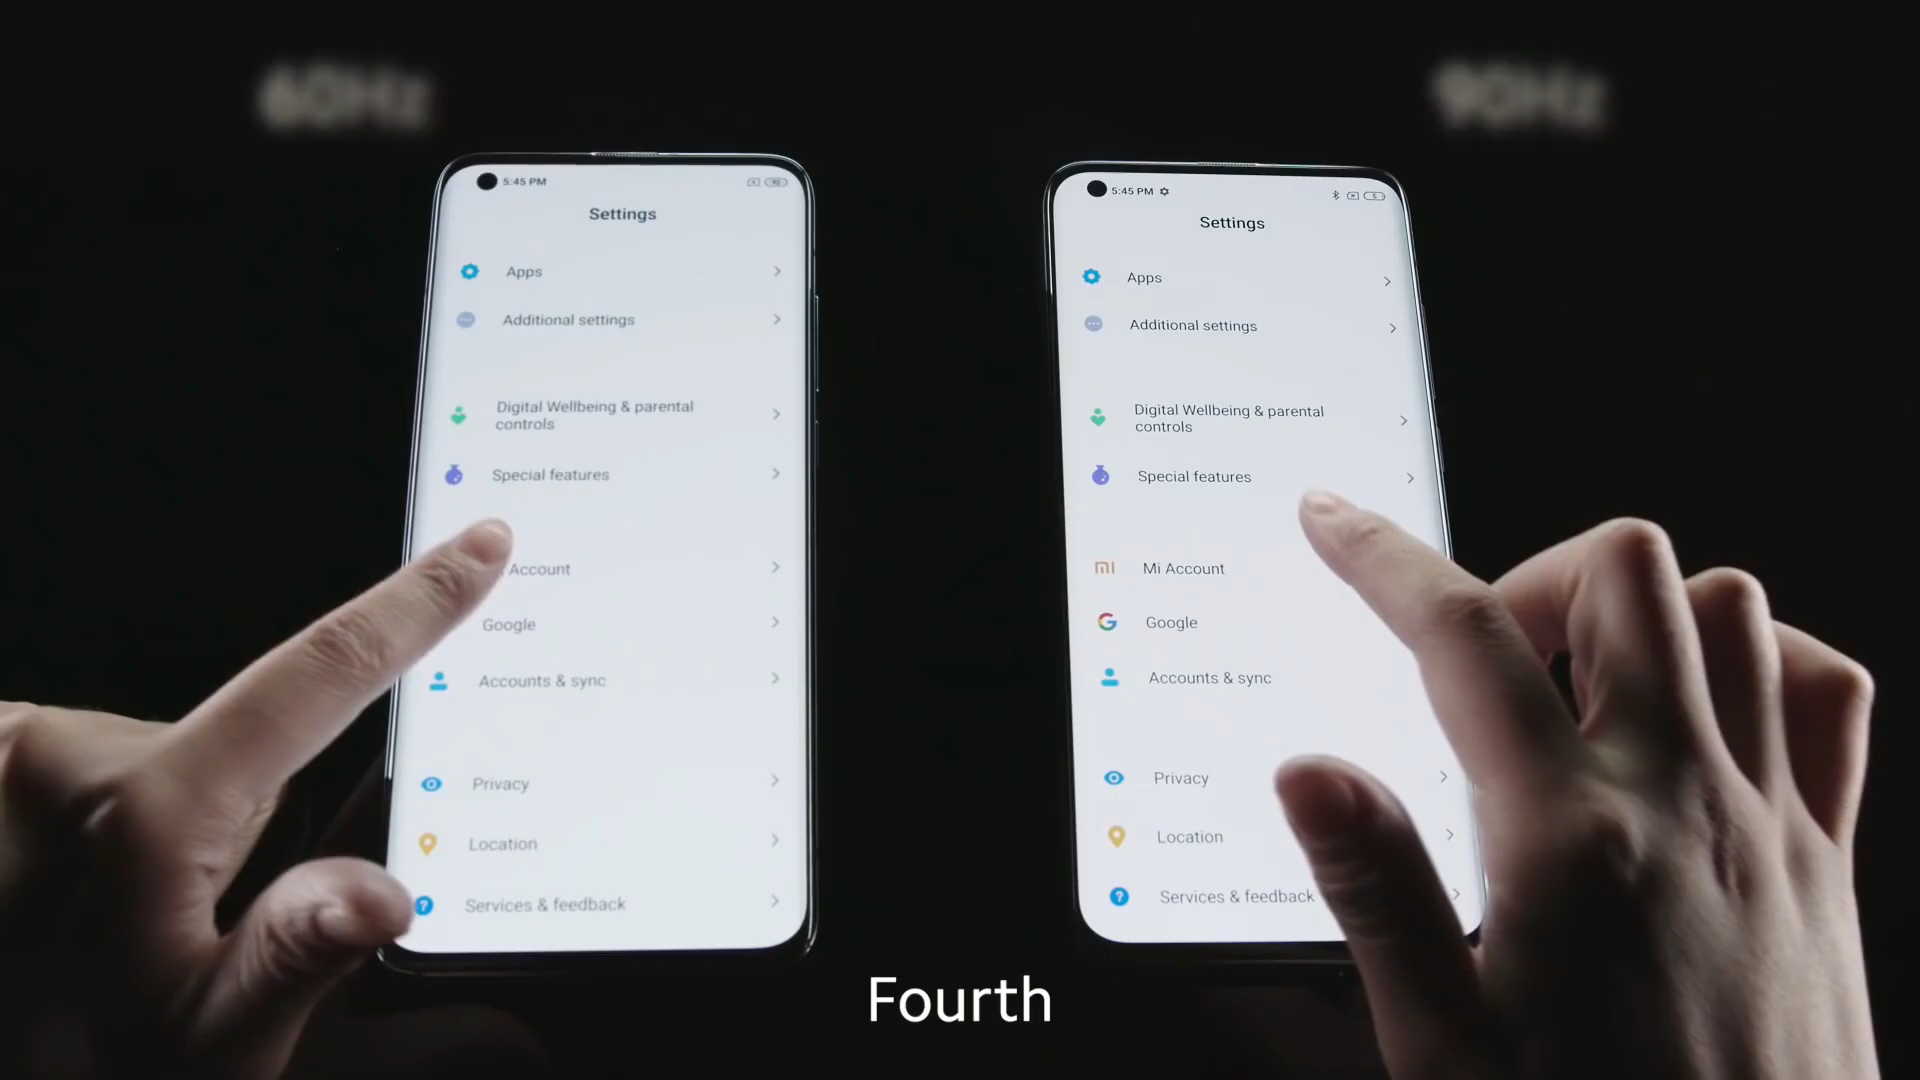 60Hz
90Hz
5:45 PM
Settings
Apps
Additional settings
Digital Wellbeing & parental
controls
Special features
Account
Google
Accounts & sync
Privacy
Location
Services & feedback
5:45 PM
Settings
Apps
Additional settings
Digital Wellbeing & parental
controls
Special features
Mi Account
Google
Accounts & sync
Privacy
Location
Services & feedback
Fourth